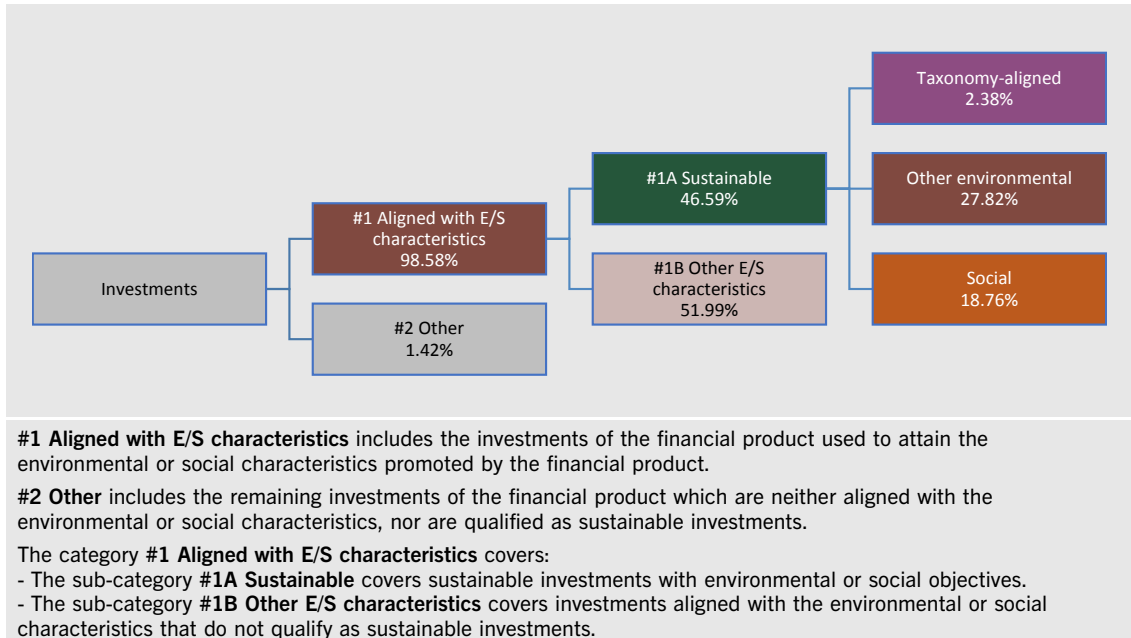 Investments
#1 Aligned with E/S
characteristics
98.58%
#2 Other
1.42%
#1A Sustainable
46.59%
#1B Other E/S
characteristics
51.99%
Taxonomy-aligned
2.38%
Other environmental
27.82%
Social
18.76%
#1 Aligned with E/S characteristics includes the investments of the financial product used to attain the
environmental or social characteristics promoted by the financial product.
#2 Other includes the remaining investments of the financial product which are neither aligned with the
environmental or social characteristics, nor are qualified as sustainable investments.
The category #1 Aligned with E/S characteristics covers:
- The sub-category #1A Sustainable covers sustainable investments with environmental or social objectives.
- The sub-category #1B Other E/S characteristics covers investments aligned with the environmental or social
characteristics that do not qualify as sustainable investments.